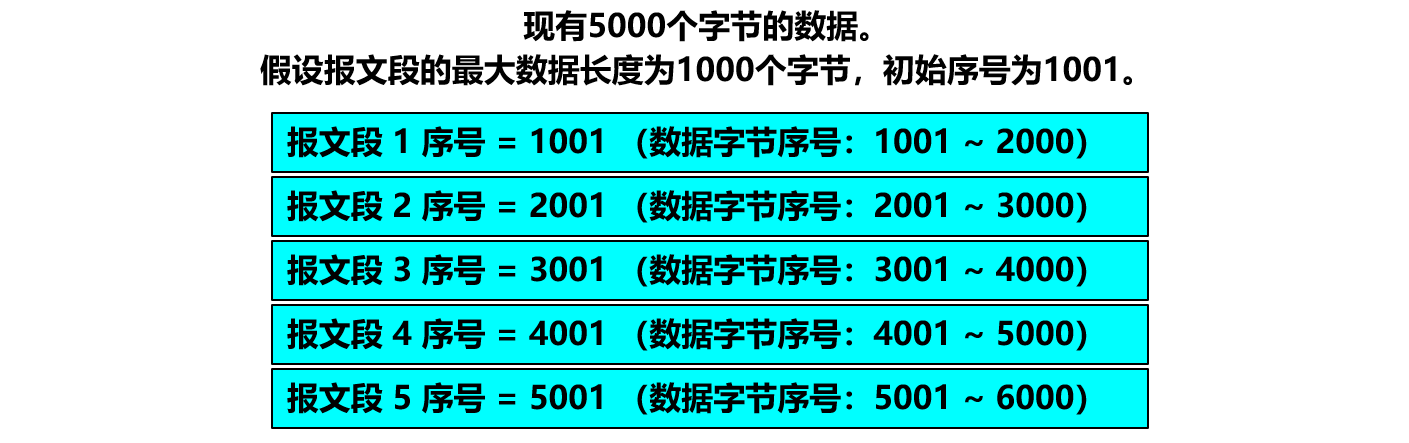 现有5000个字节的数据。
假设报文段的最大数据长度为1000个字节，初始序号为1001。
报文段 1 序号 = 1001 （数据字节序号：1001 ~ 2000）
报文段 2 序号 = 2001 （数据字节序号：2001 ~ 3000）
报文段 3 序号 = 3001 （数据字节序号：3001 ~ 4000）
报文段 4 序号 = 4001 （数据字节序号：4001 ~ 5000）
报文段 5 序号 = 5001 （数据字节序号：5001 ~ 6000）